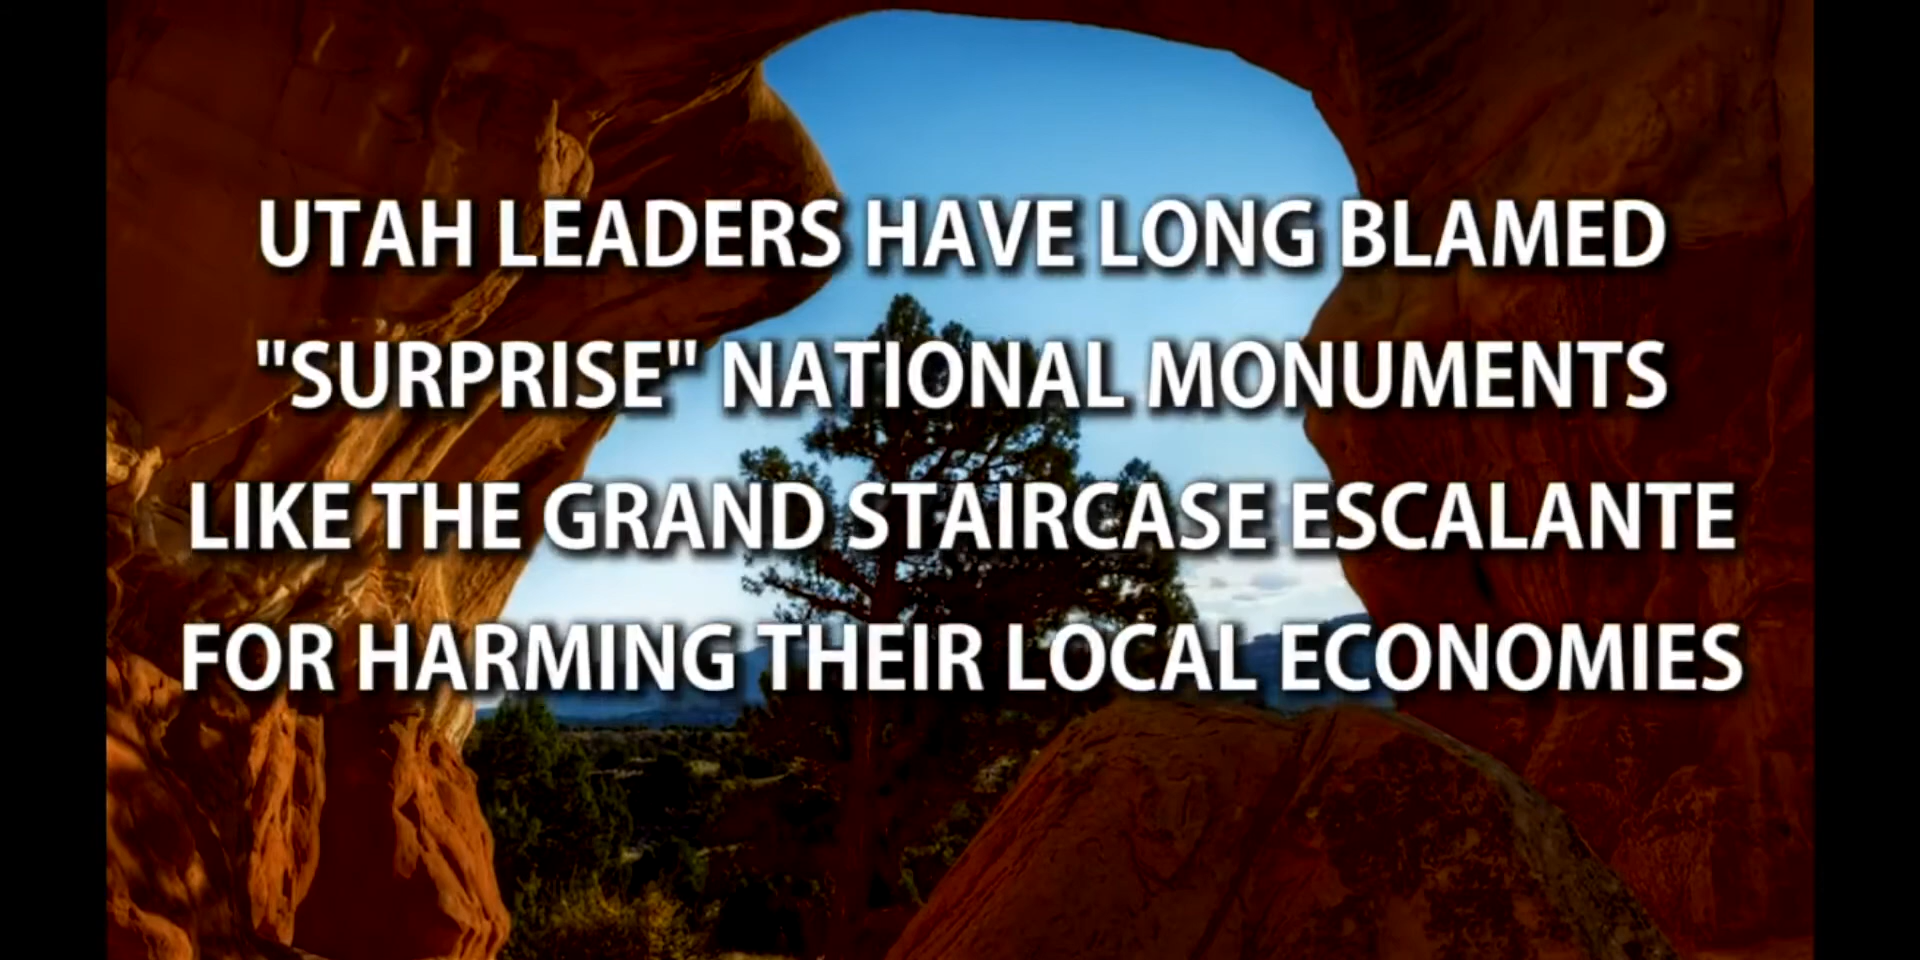 UTAH LEADERS HAVE LONG BLAMED
"SURPRISE" NATIONAL MONUMENTS
LIKE THE GRAND STAIRCASE ESCALANTE
FOR HARMING THEIR LOCAL ECONOMIES